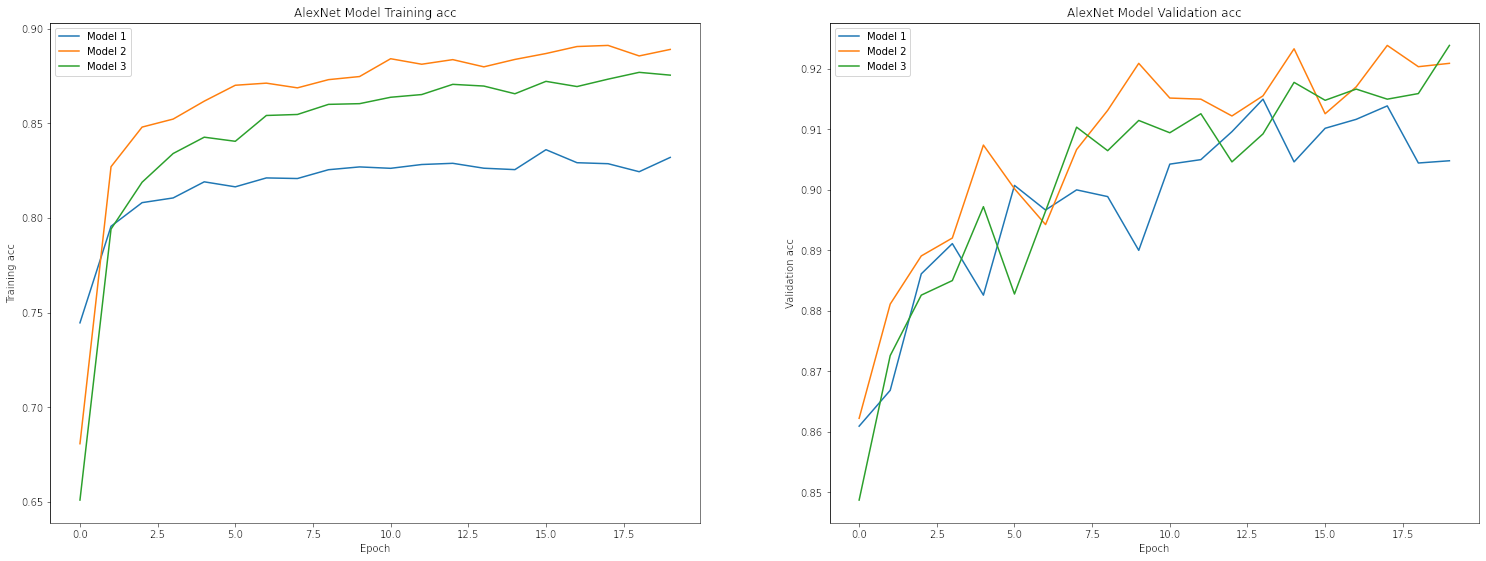 AlexNet Model Training acc
Model 1
Model 2
Model 3
0.90
0.85
0.80
0.75
0.70
0.65
Training acc
0.0 2.5 5.0 7.5 10.0 12.5 15.0 17.5
Epoch
AlexNet Model Validation acc
Model 1
Model 2
Model 3
0.92
0.91
0.90
0.89
0.88
0.87
0.86
0.85
Validation acc
0.0 2.5 5.0 7.5 10.0 12.5 15.0 17.5
Epoch